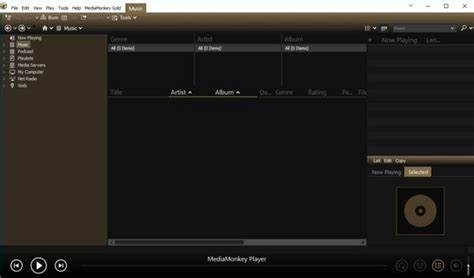 File Edit View Play Tools Help MediaMonkey Gold! Music
Burn Tools
Music
Now Playing
Music
Podcast
Playlists
Media Servers
My Computer
Net Radio
Web
Genre Artist Album
All (0 Items) All (0 Items) All (0 Items)
Title Artist Album Da... Genre Rating Pa... File
Now Playing Len...
List Edit Copy
Now Playing Selected
MediaMonkey Player